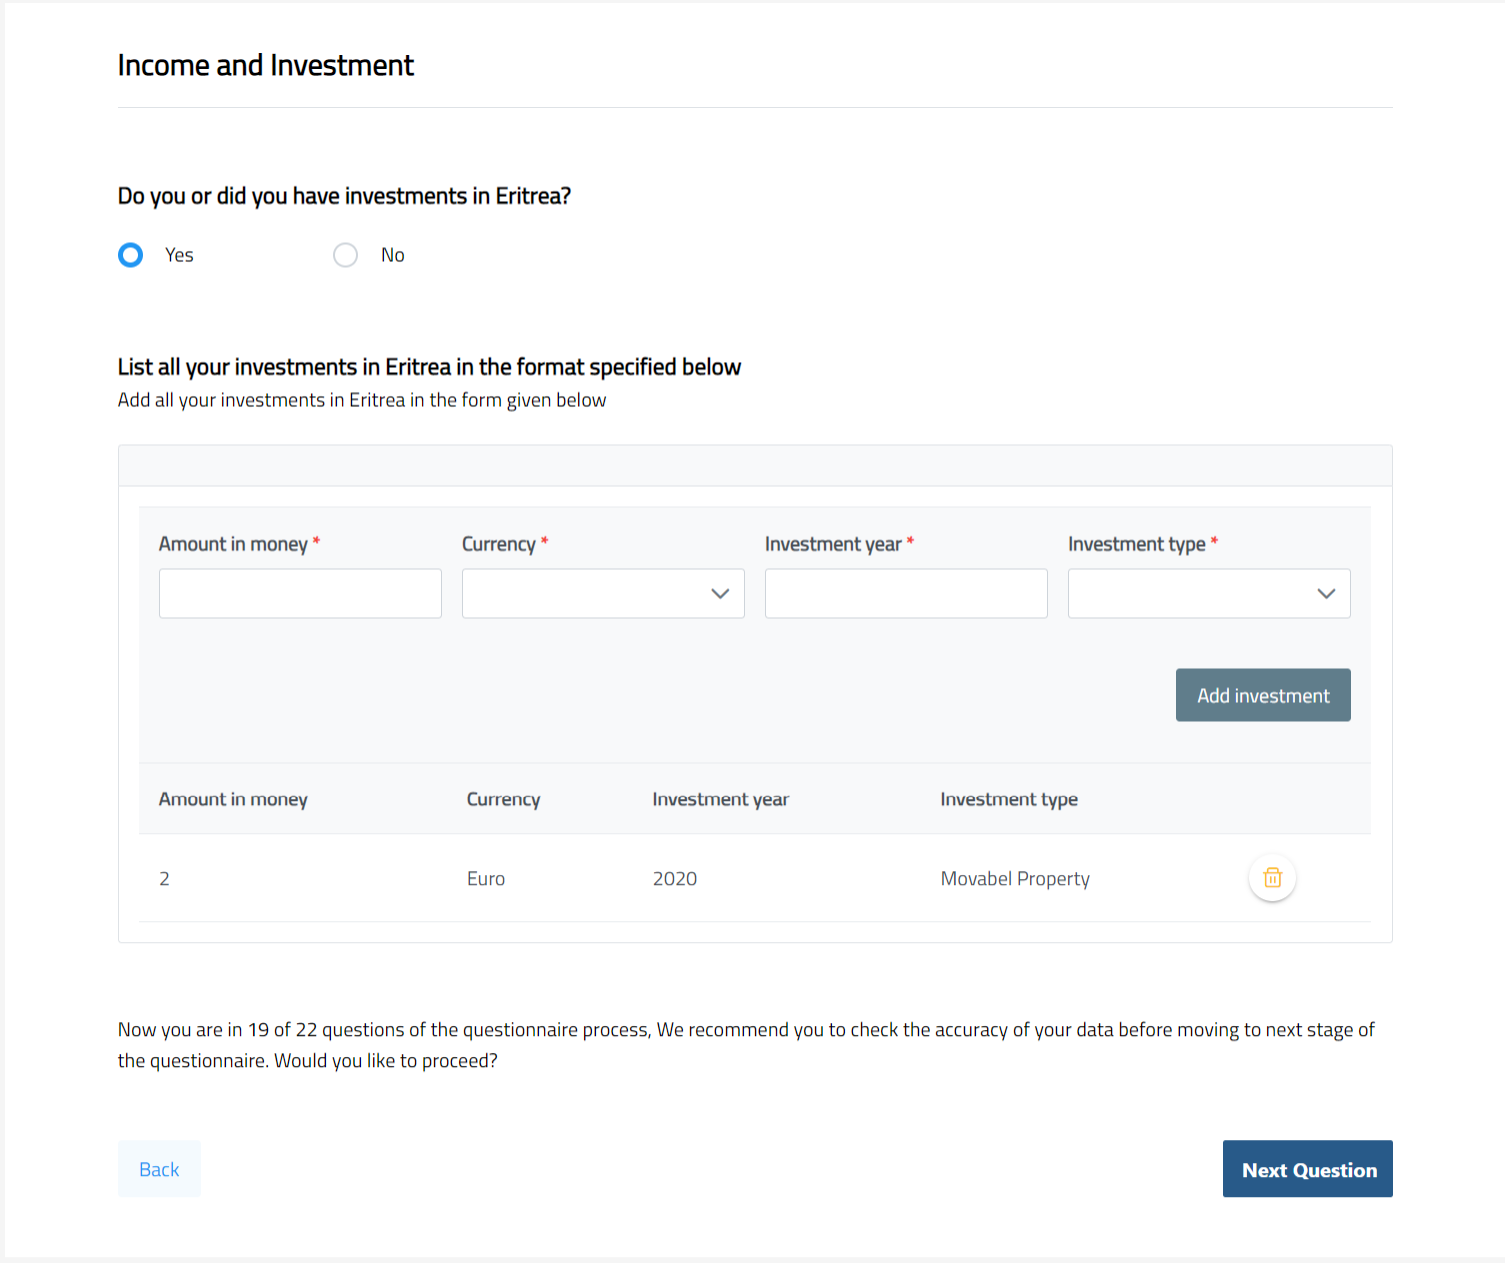 Income and Investment
Do you or did you have investments in Eritrea?
Yes No
List all your investments in Eritrea in the format specified below
Add all your investments in Eritrea in the form given below
Amount in money * Currency * Investment year * Investment type *
Add investment
Amount in money Currency Investment year Investment type
2 Euro 2020 Movabel Property
Now you are in 19 of 22 questions of the questionnaire process, We recommend you to check the accuracy of your data before moving to next stage of
the questionnaire. Would you like to proceed?
Back Next Question